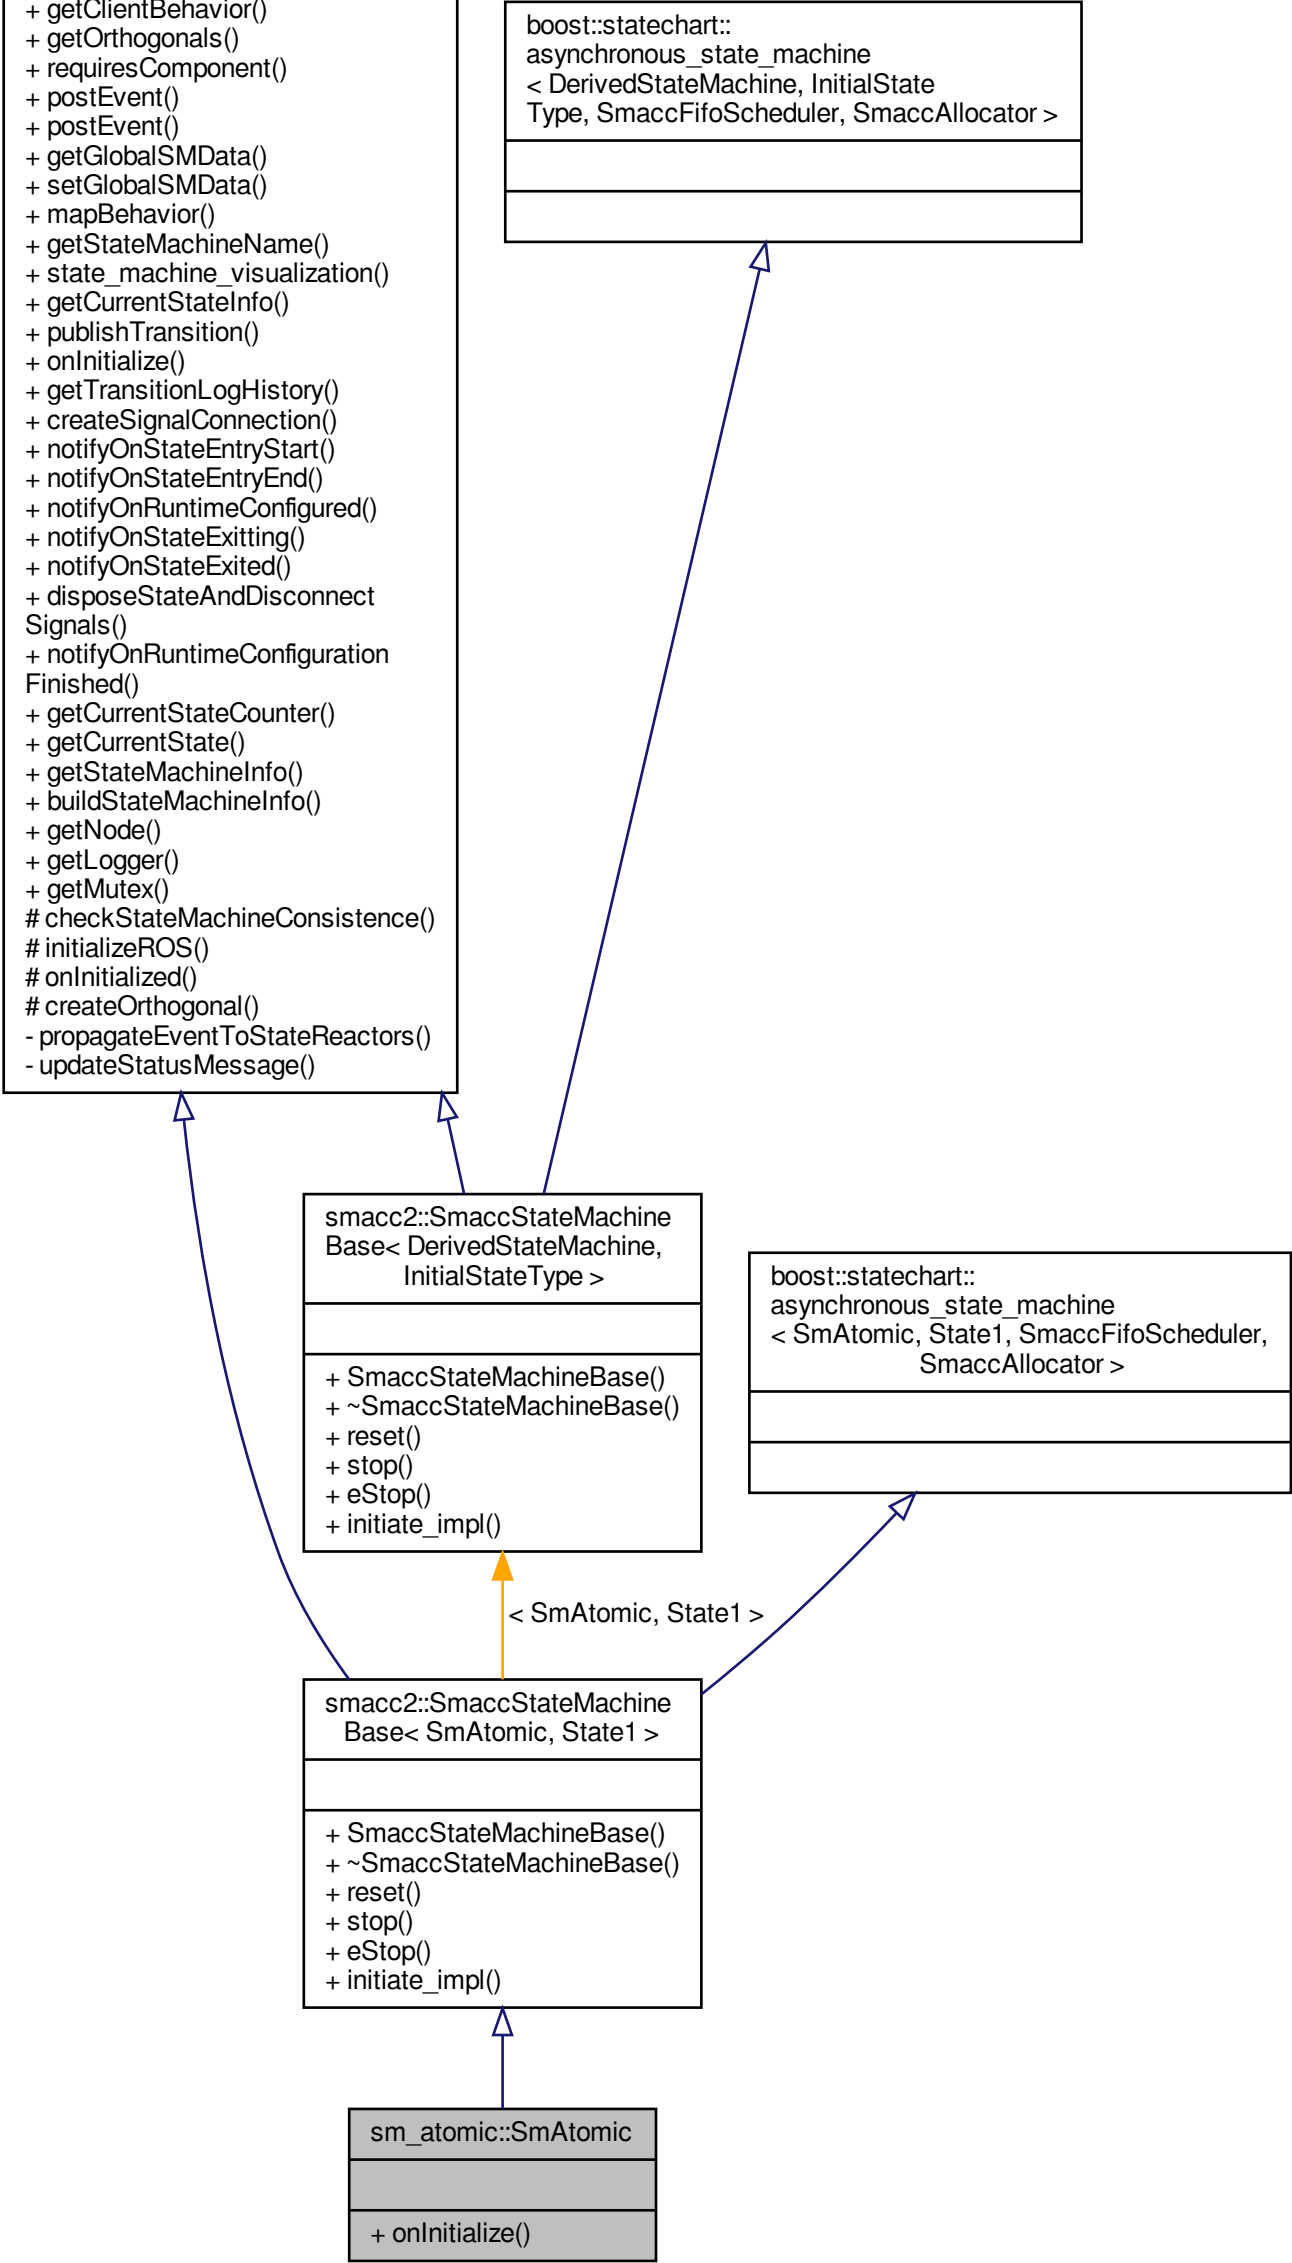 + getClientBehavior()
+ getOrthogonals()
+ requiresComponent()
+ postEvent()
+ postEvent()
+ getGlobalSMData()
+ setGlobalSMData()
+ mapBehavior()
+ getStateMachineName()
+ state_machine_visualization()
+ getCurrentStateInfo()
+ publishTransition()
+ onInitialize()
+ getTransitionLogHistory()
+ createSignalConnection()
+ notifyOnStateEntryStart()
+ notifyOnStateEntryEnd()
+ notifyOnRuntimeConfigured()
+ notifyOnStateExitting()
+ notifyOnStateExited()
+ disposeStateAndDisconnect
Signals()
+ notifyOnRuntimeConfiguration
Finished()
+ getCurrentStateCounter()
+ getCurrentState()
+ getStateMachineInfo()
+ buildStateMachineInfo()
+ getNode()
+ getLogger()
+ getMutex()
# checkStateMachineConsistence()
# initializeROS()
# onInitialized()
# createOrthogonal()
- propagateEventToStateReactors()
- updateStatusMessage()
boost::statechart::
asynchronous_state_machine
< DerivedStateMachine, InitialState
Type, SmaccFifoScheduler, SmaccAllocator >
smacc2::SmaccStateMachine
Base< DerivedStateMachine,
InitialStateType >
+ SmaccStateMachineBase()
+ ~SmaccStateMachineBase()
+ reset()
+ stop()
+ eStop()
+ initiate_impl()
boost::statechart::
asynchronous_state_machine
< SmAtomic, State1, SmaccFifoScheduler,
SmaccAllocator >
< SmAtomic, State1 >
smacc2::SmaccStateMachine
Base< SmAtomic, State1 >
+ SmaccStateMachineBase()
+ ~SmaccStateMachineBase()
+ reset()
+ stop()
+ eStop()
+ initiate_impl()
sm_atomic::SmAtomic
+ onInitialize()